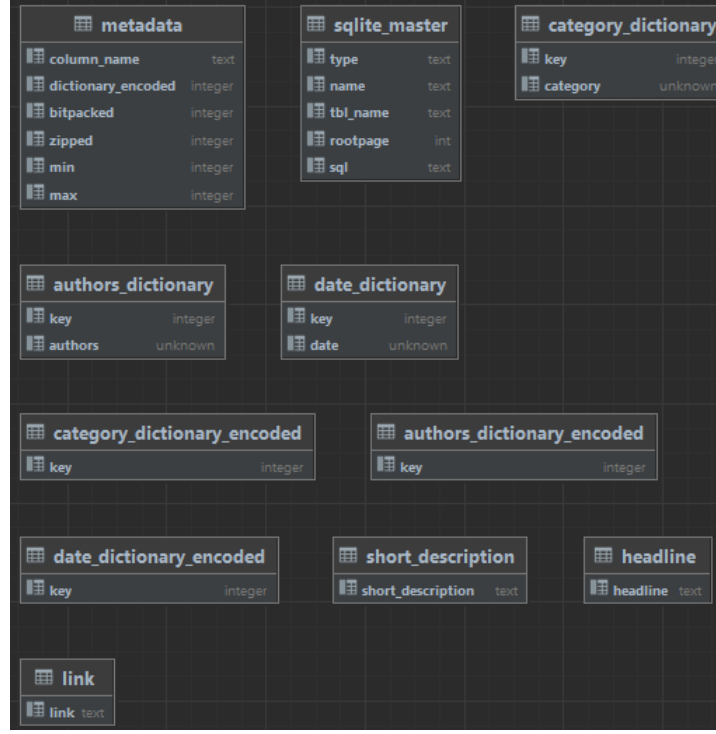 metadata
column_name text
dictionary_encoded integer
bitpacked integer
zipped integer
min integer
max integer
sqlite_master
type text
name text
tbl_name text
rootpage int
sql text
category_dictionary
key integer
category unknown
authors_dictionary
key integer
authors unknown
date_dictionary
key integer
date unknown
category_dictionary_encoded
key integer
authors_dictionary_encoded
key integer
date_dictionary_encoded
key integer
short_description
short_description text
headline
headline text
link
link text